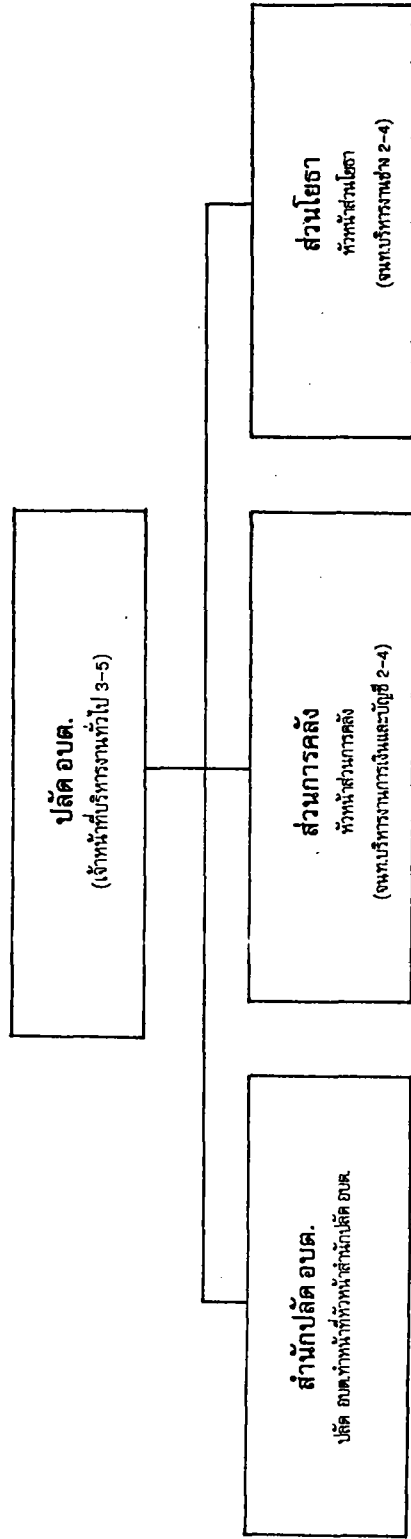 ปลัด อบต.
(เจ้าหน้าที่บริหารงานทั่วไป 3-5)
สำนักปลัด อบต.
ปลัด อบต.ทำหน้าที่หัวหน้าสำนักปลัด อบต.
ส่วนการคลัง
หัวหน้าส่วนการคลัง
(จนท.บริหารงานการเงินและบัญชี 2-4)
ส่วนโยธา
หัวหน้าส่วนโยธา
(จนท.บริหารงานช่าง 2-4)